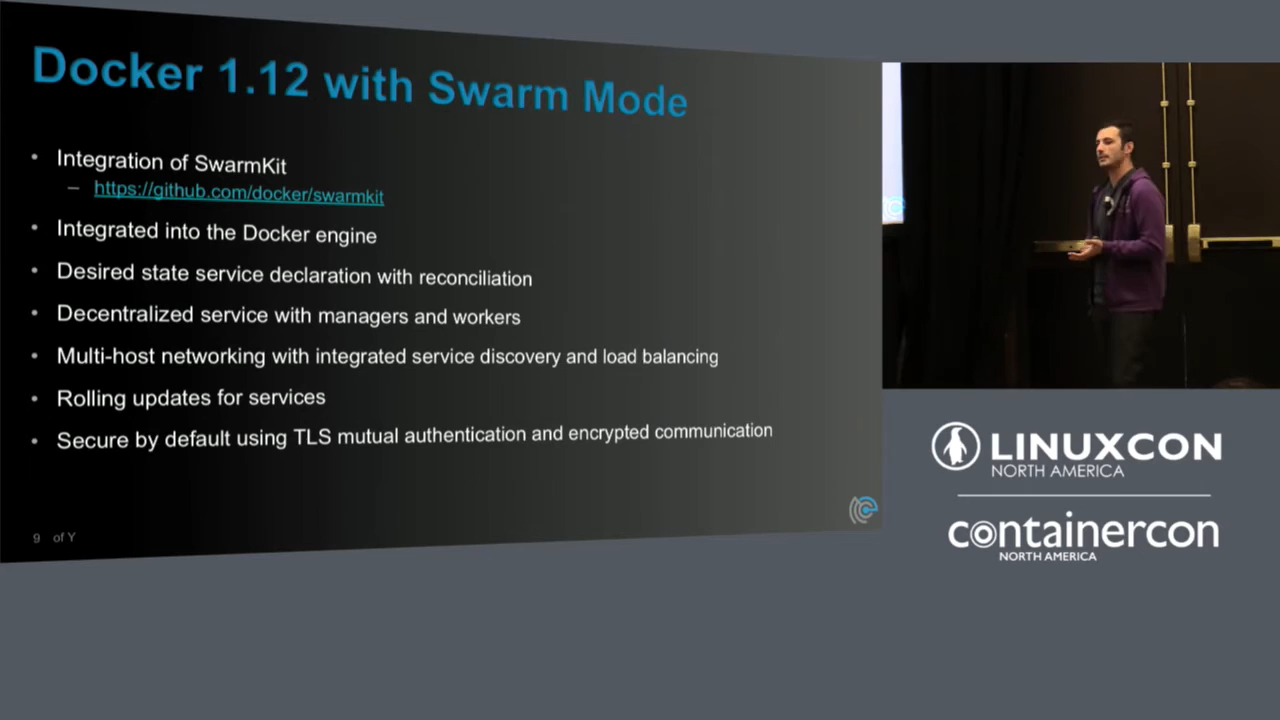 Docker 1.12 with Swarm Mode
• Integration of SwarmKit
– https://github.com/docker/swarmkit
• Integrated into the Docker engine
• Desired state service declaration with reconciliation
• Decentralized service with managers and workers
• Multi-host networking with integrated service discovery and load balancing
• Rolling updates for services
• Secure by default using TLS mutual authentication and encrypted communication
9 of Y
LINUXCON
NORTH AMERICA
containercon
NORTH AMERICA